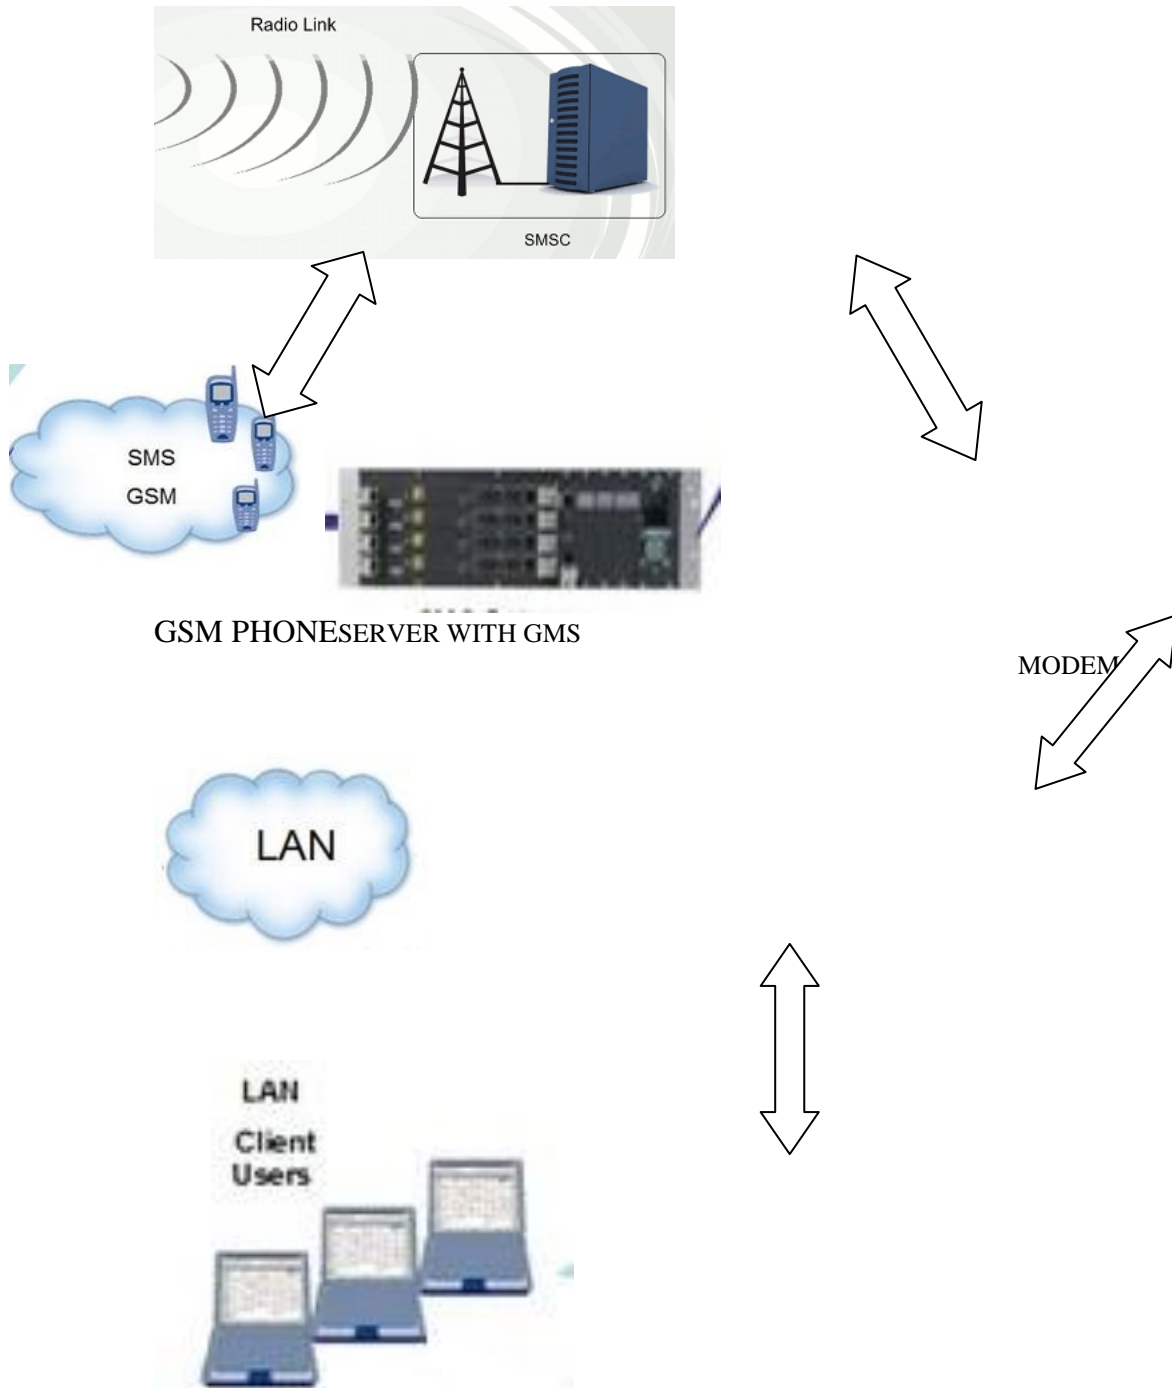 Radio Link
SMSC
SMS
GSM
GSM PHONESERVER WITH GMS
MODEM
LAN
LAN
Client
Users